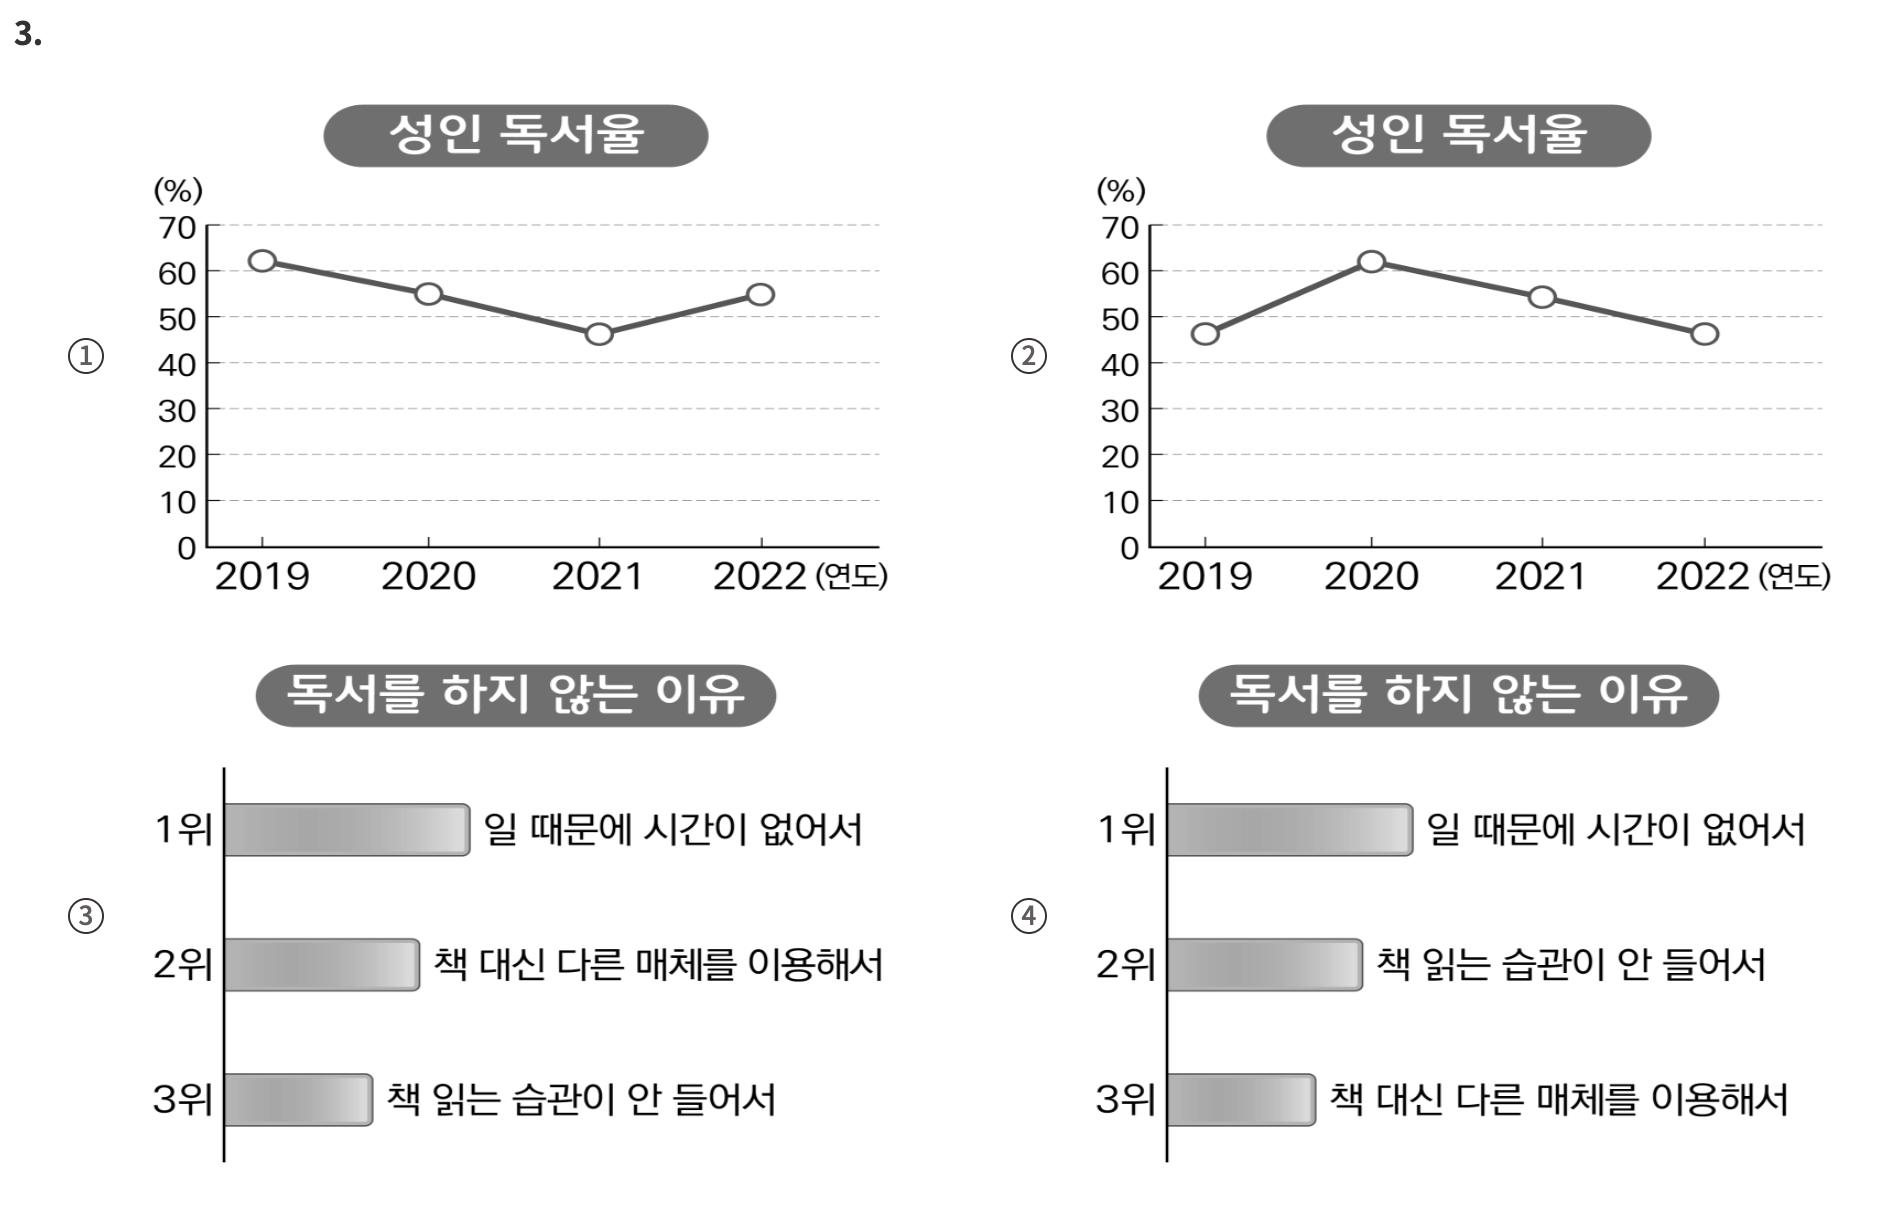 3.
①
성인 독서율
(%)
70
60
50
40
30
20
10
0
2019 2020 2021 2022 (연도)
②
성인 독서율
(%)
70
60
50
40
30
20
10
0
2019 2020 2021 2022 (연도)
③
독서를 하지 않는 이유
1위 일 때문에 시간이 없어서
2위 책 대신 다른 매체를 이용해서
3위 책 읽는 습관이 안 들어서
④
독서를 하지 않는 이유
1위 일 때문에 시간이 없어서
2위 책 읽는 습관이 안 들어서
3위 책 대신 다른 매체를 이용해서